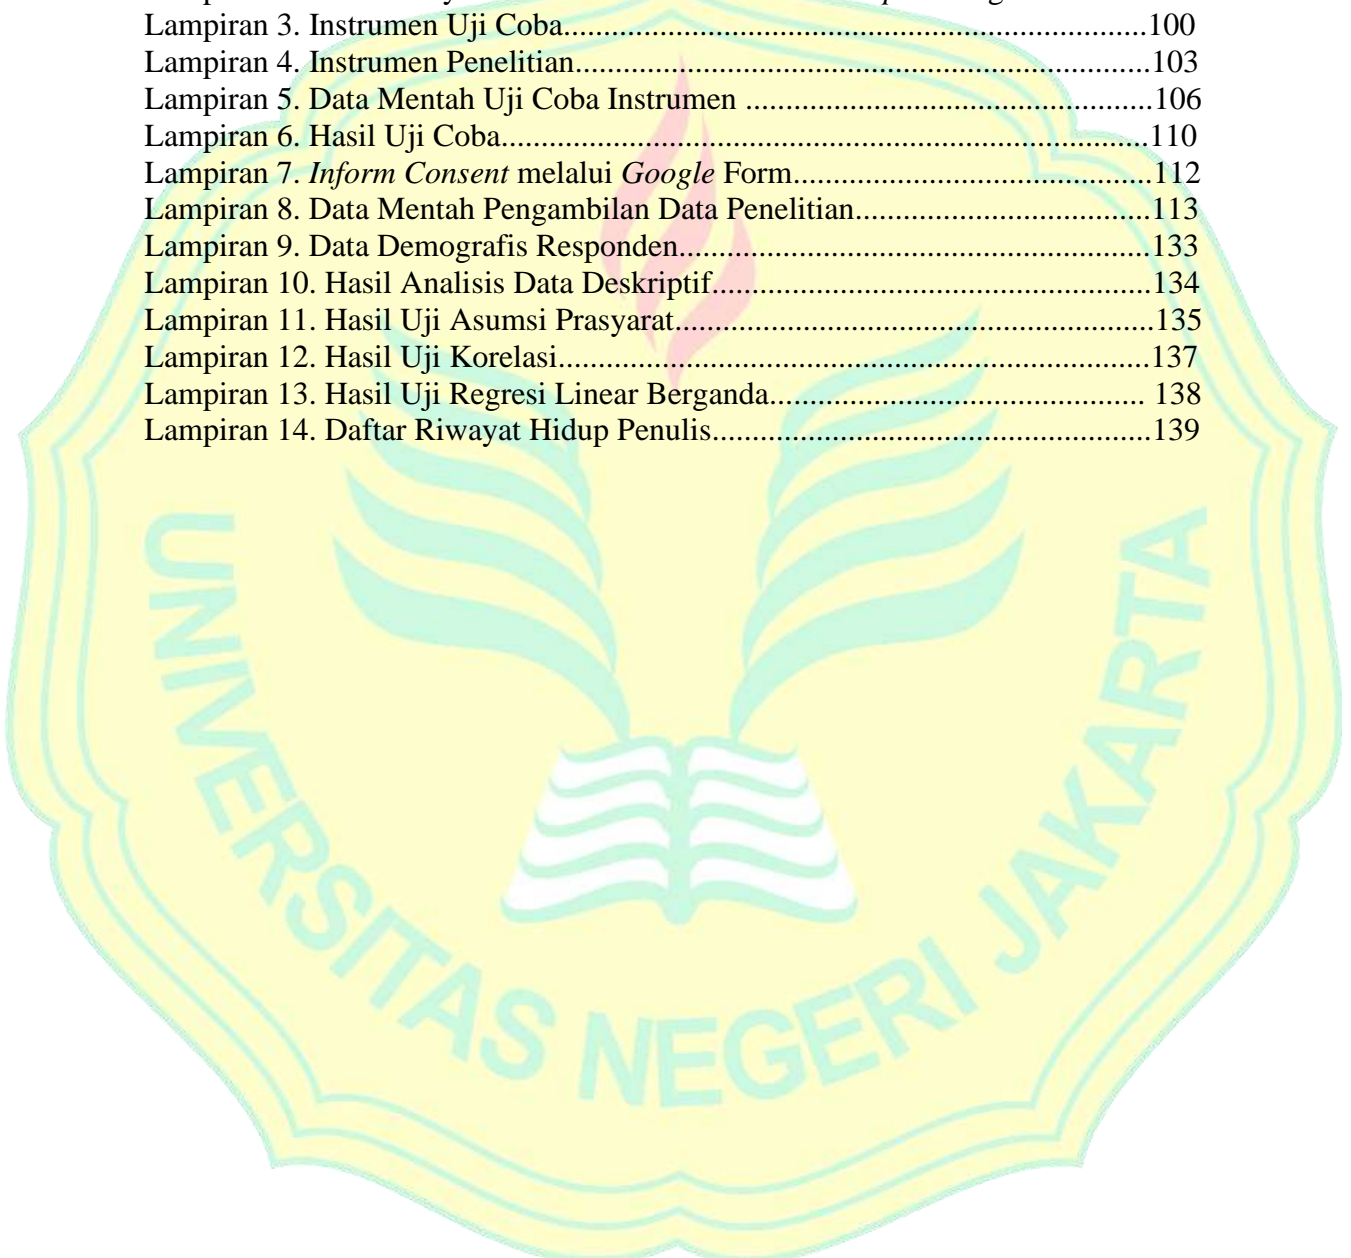 Lampiran 3. Instrumen Uji Coba..........................................................................100
Lampiran 4. Instrumen Penelitian.........................................................................103
Lampiran 5. Data Mentah Uji Coba Instrumen ....................................................106
Lampiran 6. Hasil Uji Coba..................................................................................110
Lampiran 7. Inform Consent melalui Google Form..............................................112
Lampiran 8. Data Mentah Pengambilan Data Penelitian......................................113
Lampiran 9. Data Demografis Responden............................................................133
Lampiran 10. Hasil Analisis Data Deskriptif........................................................134
Lampiran 11. Hasil Uji Asumsi Prasyarat.............................................................135
Lampiran 12. Hasil Uji Korelasi...........................................................................137
Lampiran 13. Hasil Uji Regresi Linear Berganda................................................ 138
Lampiran 14. Daftar Riwayat Hidup Penulis........................................................139
UNIVERSITAS NEGERI JAKARTA